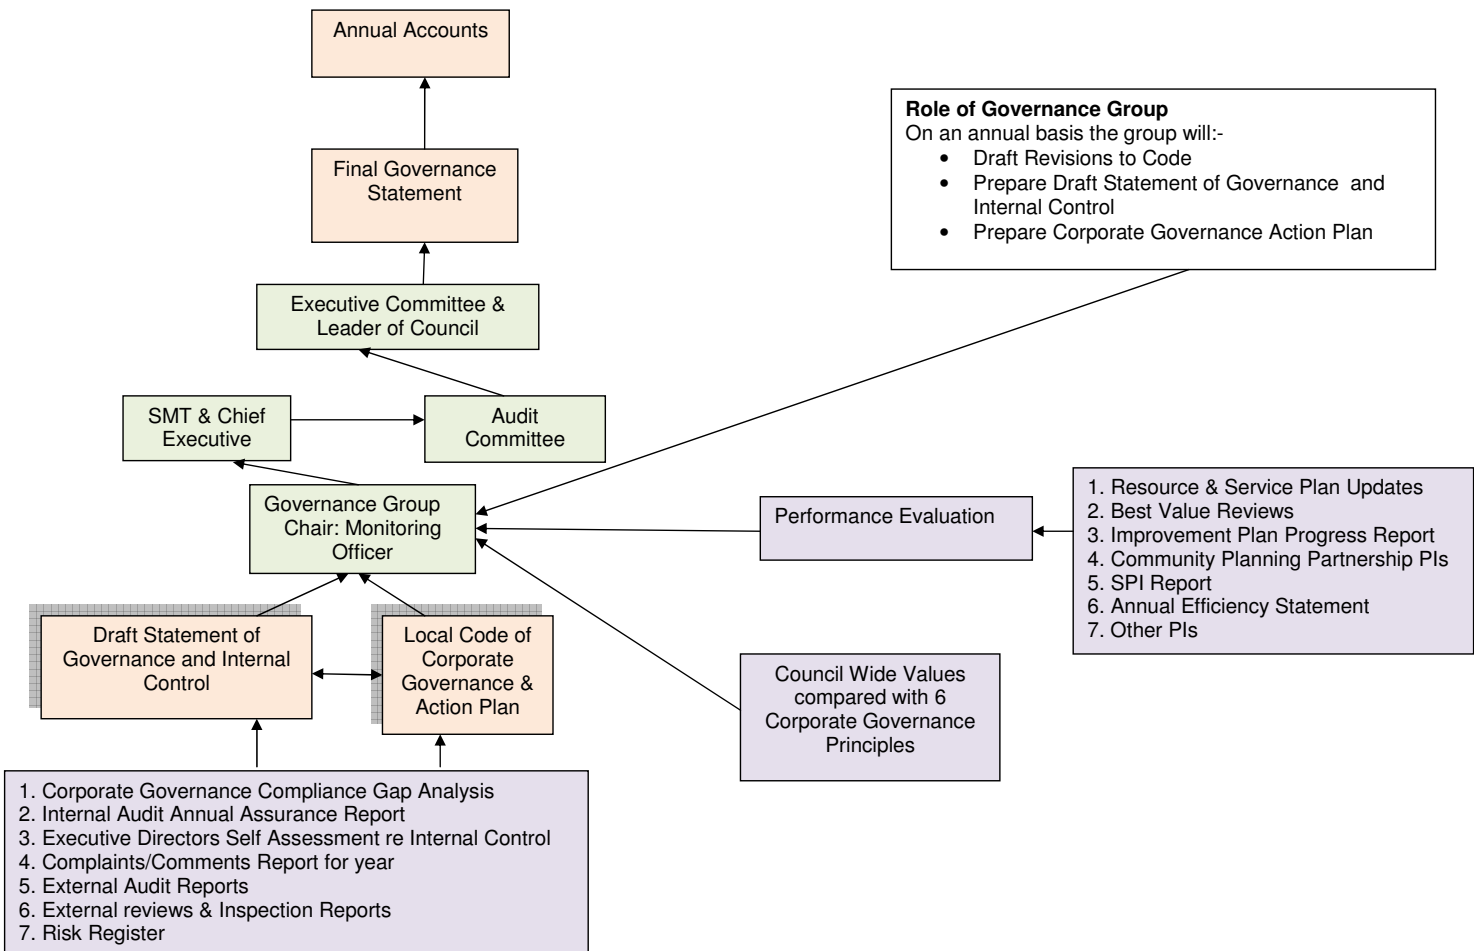 Annual Accounts
Role of Governance Group
On an annual basis the group will:-
• Draft Revisions to Code
• Prepare Draft Statement of Governance and
Internal Control
• Prepare Corporate Governance Action Plan
Final Governance
Statement
Executive Committee &
Leader of Council
SMT & Chief
Executive
Audit
Committee
Governance Group
Chair: Monitoring
Officer
Performance Evaluation
1. Resource & Service Plan Updates
2. Best Value Reviews
3. Improvement Plan Progress Report
4. Community Planning Partnership PIs
5. SPI Report
6. Annual Efficiency Statement
7. Other PIs
Draft Statement of
Governance and Internal
Control
Local Code of
Corporate
Governance &
Action Plan
Council Wide Values
compared with 6
Corporate Governance
Principles
1. Corporate Governance Compliance Gap Analysis
2. Internal Audit Annual Assurance Report
3. Executive Directors Self Assessment re Internal Control
4. Complaints/Comments Report for year
5. External Audit Reports
6. External reviews & Inspection Reports
7. Risk Register